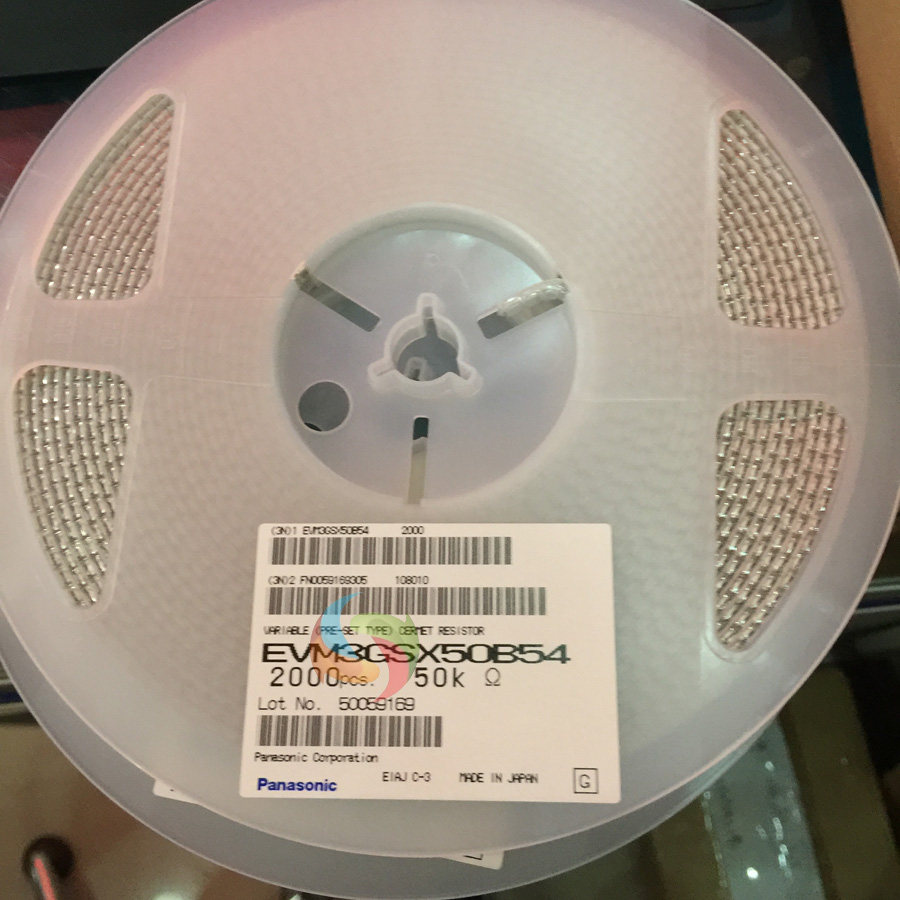 (3N)1 EVM3GSX50B54 2000
(3N)2 FN0059169305 108010
VARIABLE (PRE-SET TYPE) CERMET RESISTOR
EVM3GSX50B54
2000pcs. 50k Ω
Lot No. 50059169
Panasonic Corporation
Panasonic EIAJ C-3 MADE IN JAPAN G